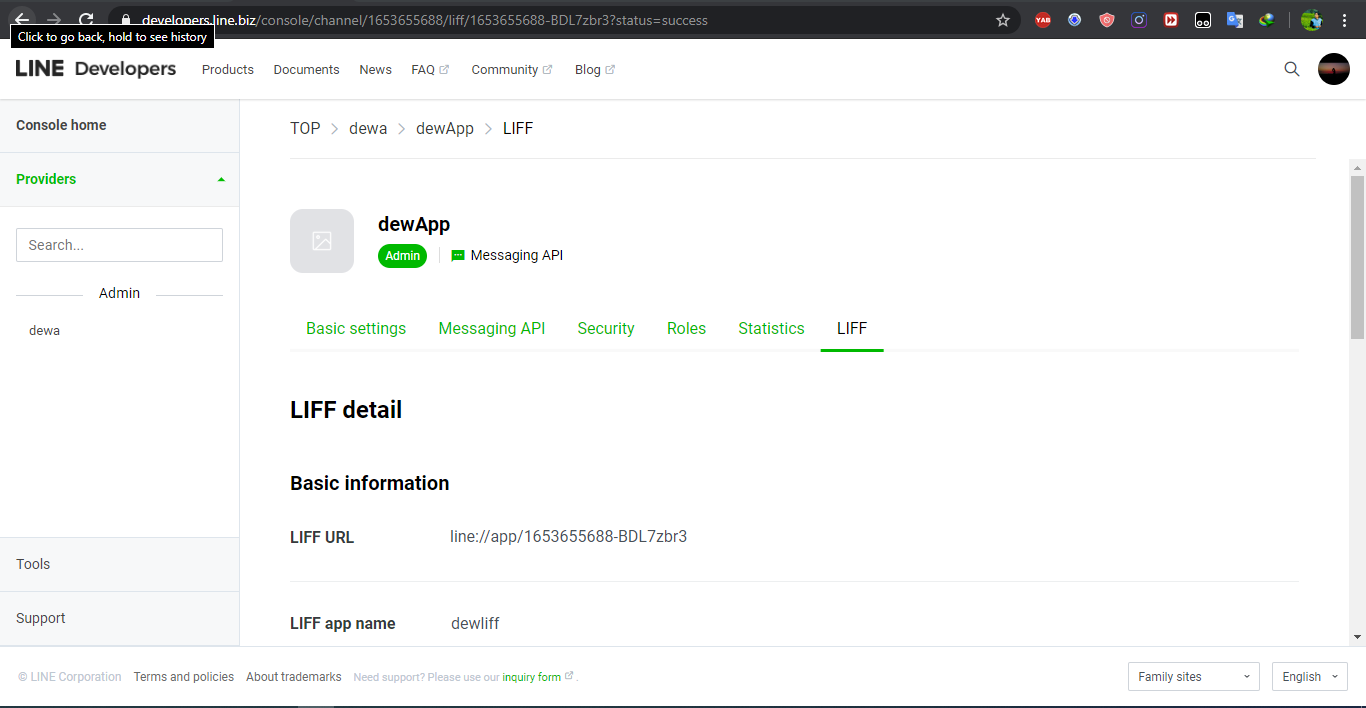 developers.line.biz/console/channel/1653655688/liff/1653655688-BDL7zbr3?status=success
YAB
Click to go back, hold to see history
LINE Developers
Products
Documents
News
FAQ
Community
Blog
Console home
Providers
Search...
Admin
dewa
Tools
Support
TOP > dewa > dewApp > LIFF
dewApp
Admin
Messaging API
Basic settings
Messaging API
Security
Roles
Statistics
LIFF
LIFF detail
Basic information
LIFF URL
line://app/1653655688-BDL7zbr3
LIFF app name
dewliff
© LINE Corporation
Terms and policies
About trademarks
Need support? Please use our inquiry form .
Family sites
English